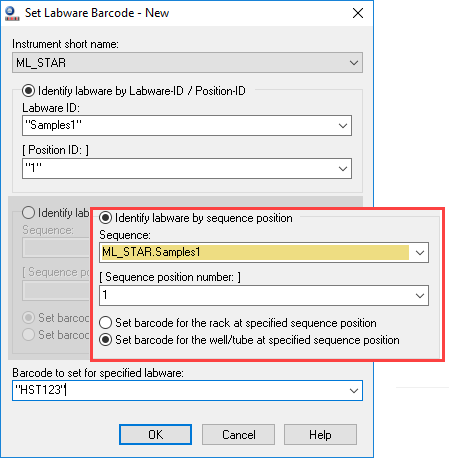 Set Labware Barcode - New
Instrument short name:
ML_STAR
Identify labware by Labware-ID / Position-ID
Labware ID:
"Samples1"
[ Position ID: ]
"1"
Identify lab
Sequence:
[ Sequence po
Set barcod
Set barcod
Identify labware by sequence position
Sequence:
ML_STAR.Samples1
[ Sequence position number: ]
1
Set barcode for the rack at specified sequence position
Set barcode for the well/tube at specified sequence position
Barcode to set for specified labware:
"HST123"
OK Cancel Help